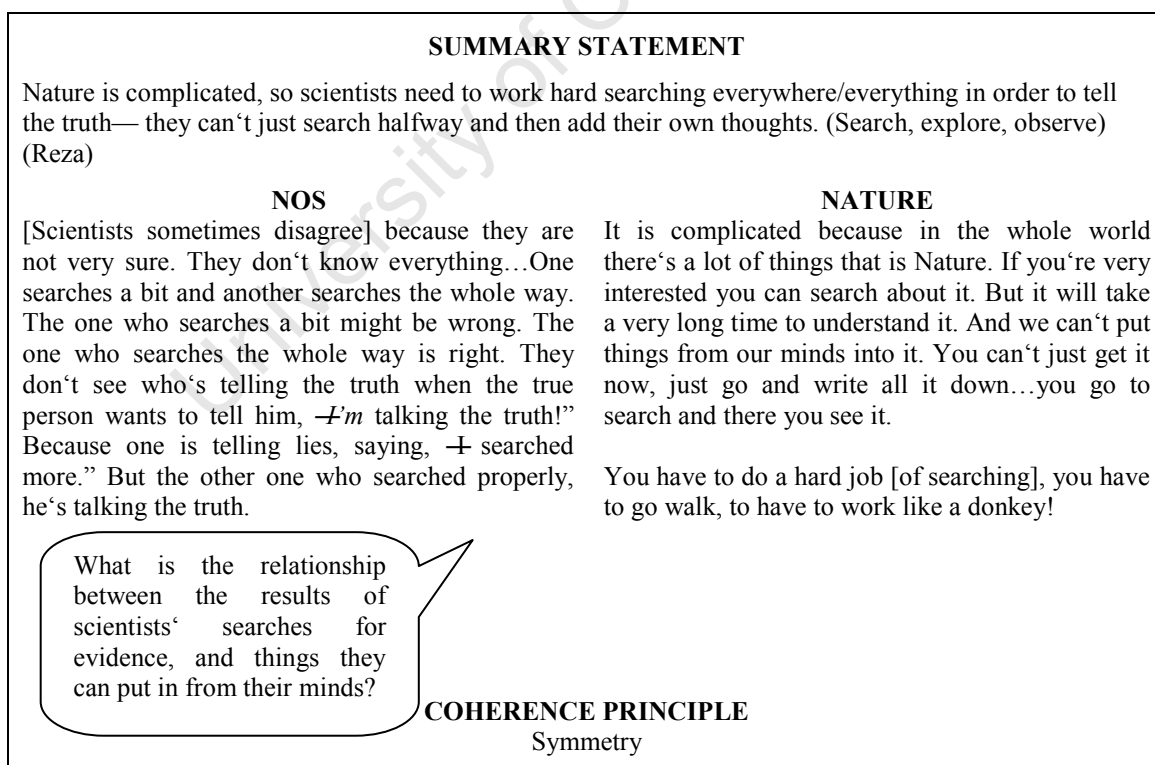 SUMMARY STATEMENT
Nature is complicated, so scientists need to work hard searching everywhere/everything in order to tell
the truth— they can‘t just search halfway and then add their own thoughts. (Search, explore, observe)
(Reza)
NOS
[Scientists sometimes disagree] because they are
not very sure. They don‘t know everything…One
searches a bit and another searches the whole way.
The one who searches a bit might be wrong. The
one who searches the whole way is right. They
don‘t see who‘s telling the truth when the true
person wants to tell him, ―I’m talking the truth!”
Because one is telling lies, saying, ―I searched
more.” But the other one who searched properly,
he‘s talking the truth.
NATURE
It is complicated because in the whole world
there‘s a lot of things that is Nature. If you‘re very
interested you can search about it. But it will take
a very long time to understand it. And we can‘t put
things from our minds into it. You can‘t just get it
now, just go and write all it down…you go to
search and there you see it.
You have to do a hard job [of searching], you have
to go walk, to have to work like a donkey!
What is the relationship
between the results of
scientists‘ searches for
evidence, and things they
can put in from their minds?
COHERENCE PRINCIPLE
Symmetry
University of C